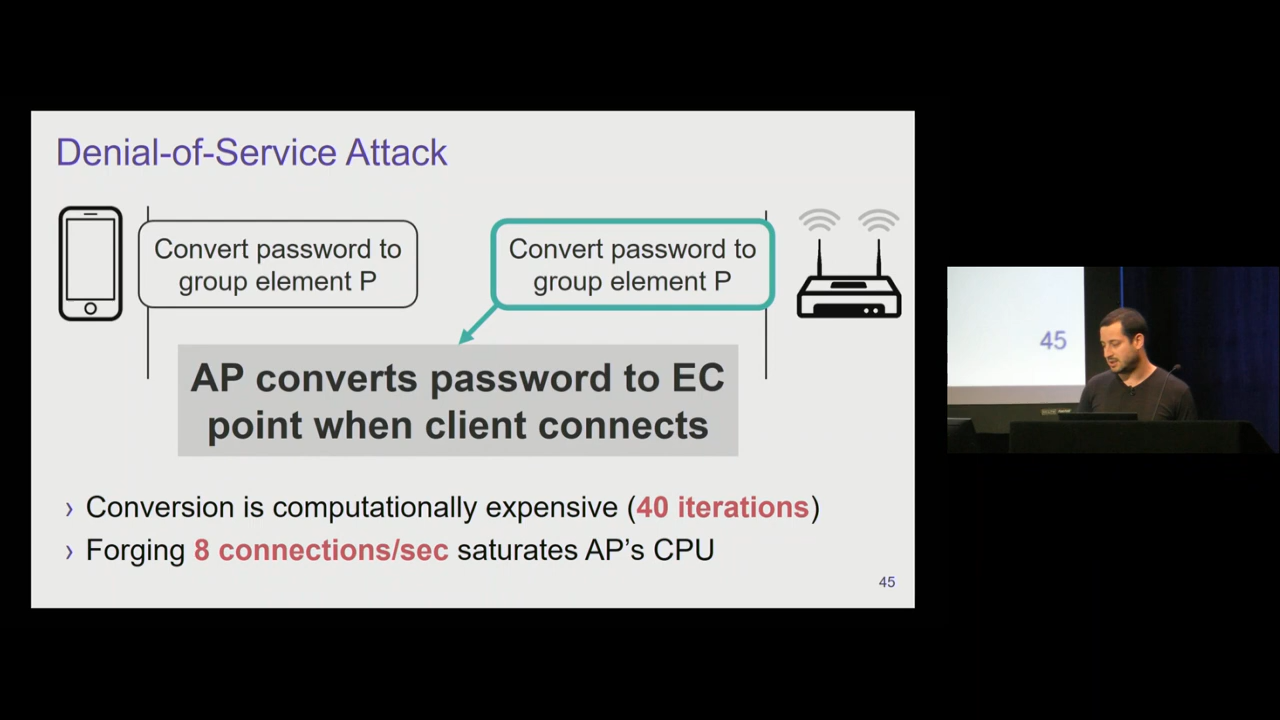 Denial-of-Service Attack
Convert password to
group element P
Convert password to
group element P
AP converts password to EC
point when client connects
› Conversion is computationally expensive (40 iterations)
› Forging 8 connections/sec saturates AP’s CPU
45
45